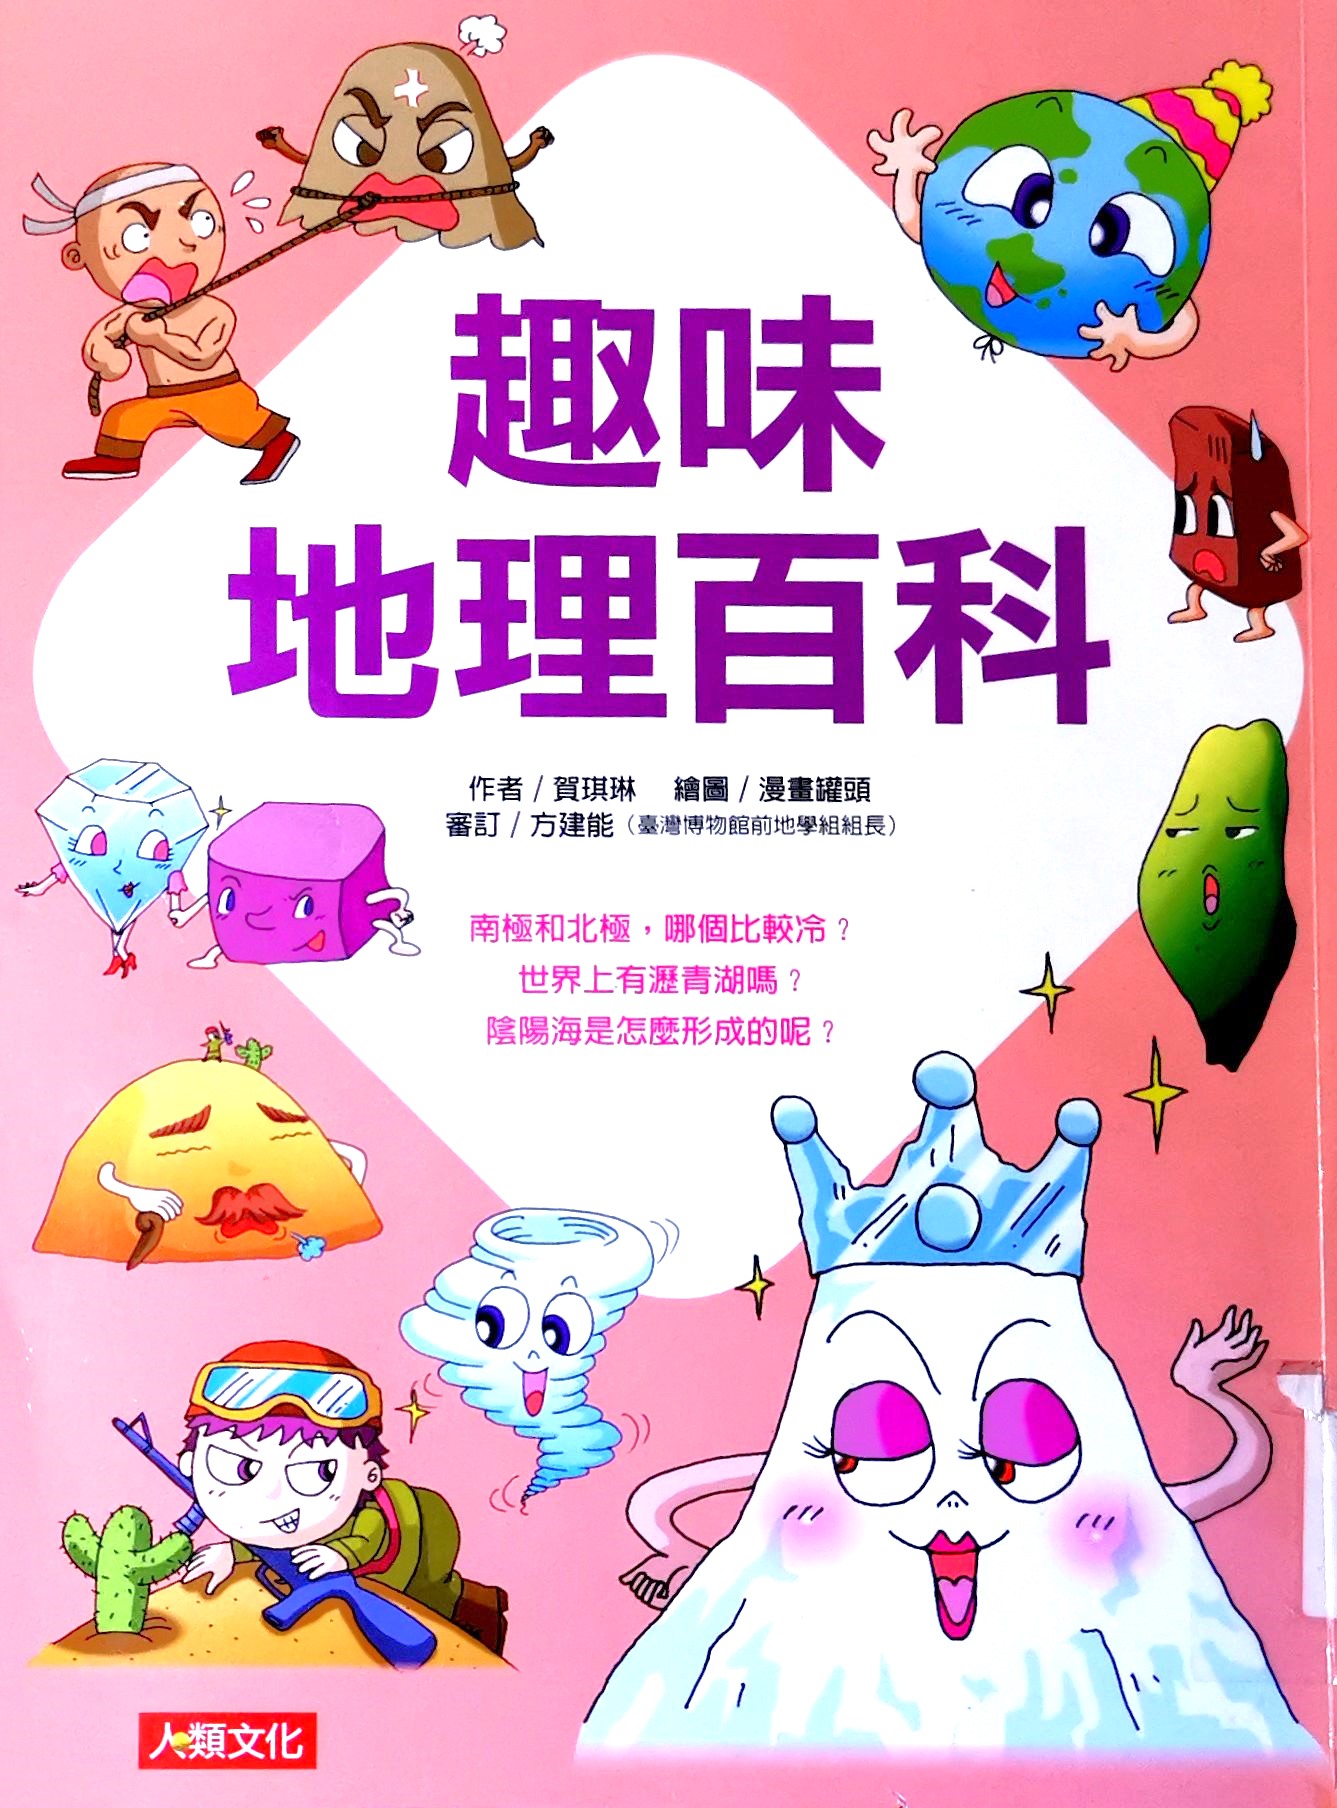 趣味
地理百科
作者/賀琪琳 繪圖/漫畫罐頭
審訂/方建能（臺灣博物館前地學組組長）
南極和北極，哪個比較冷？
世界上有瀝青湖嗎？
陰陽海是怎麼形成的呢？
人類文化